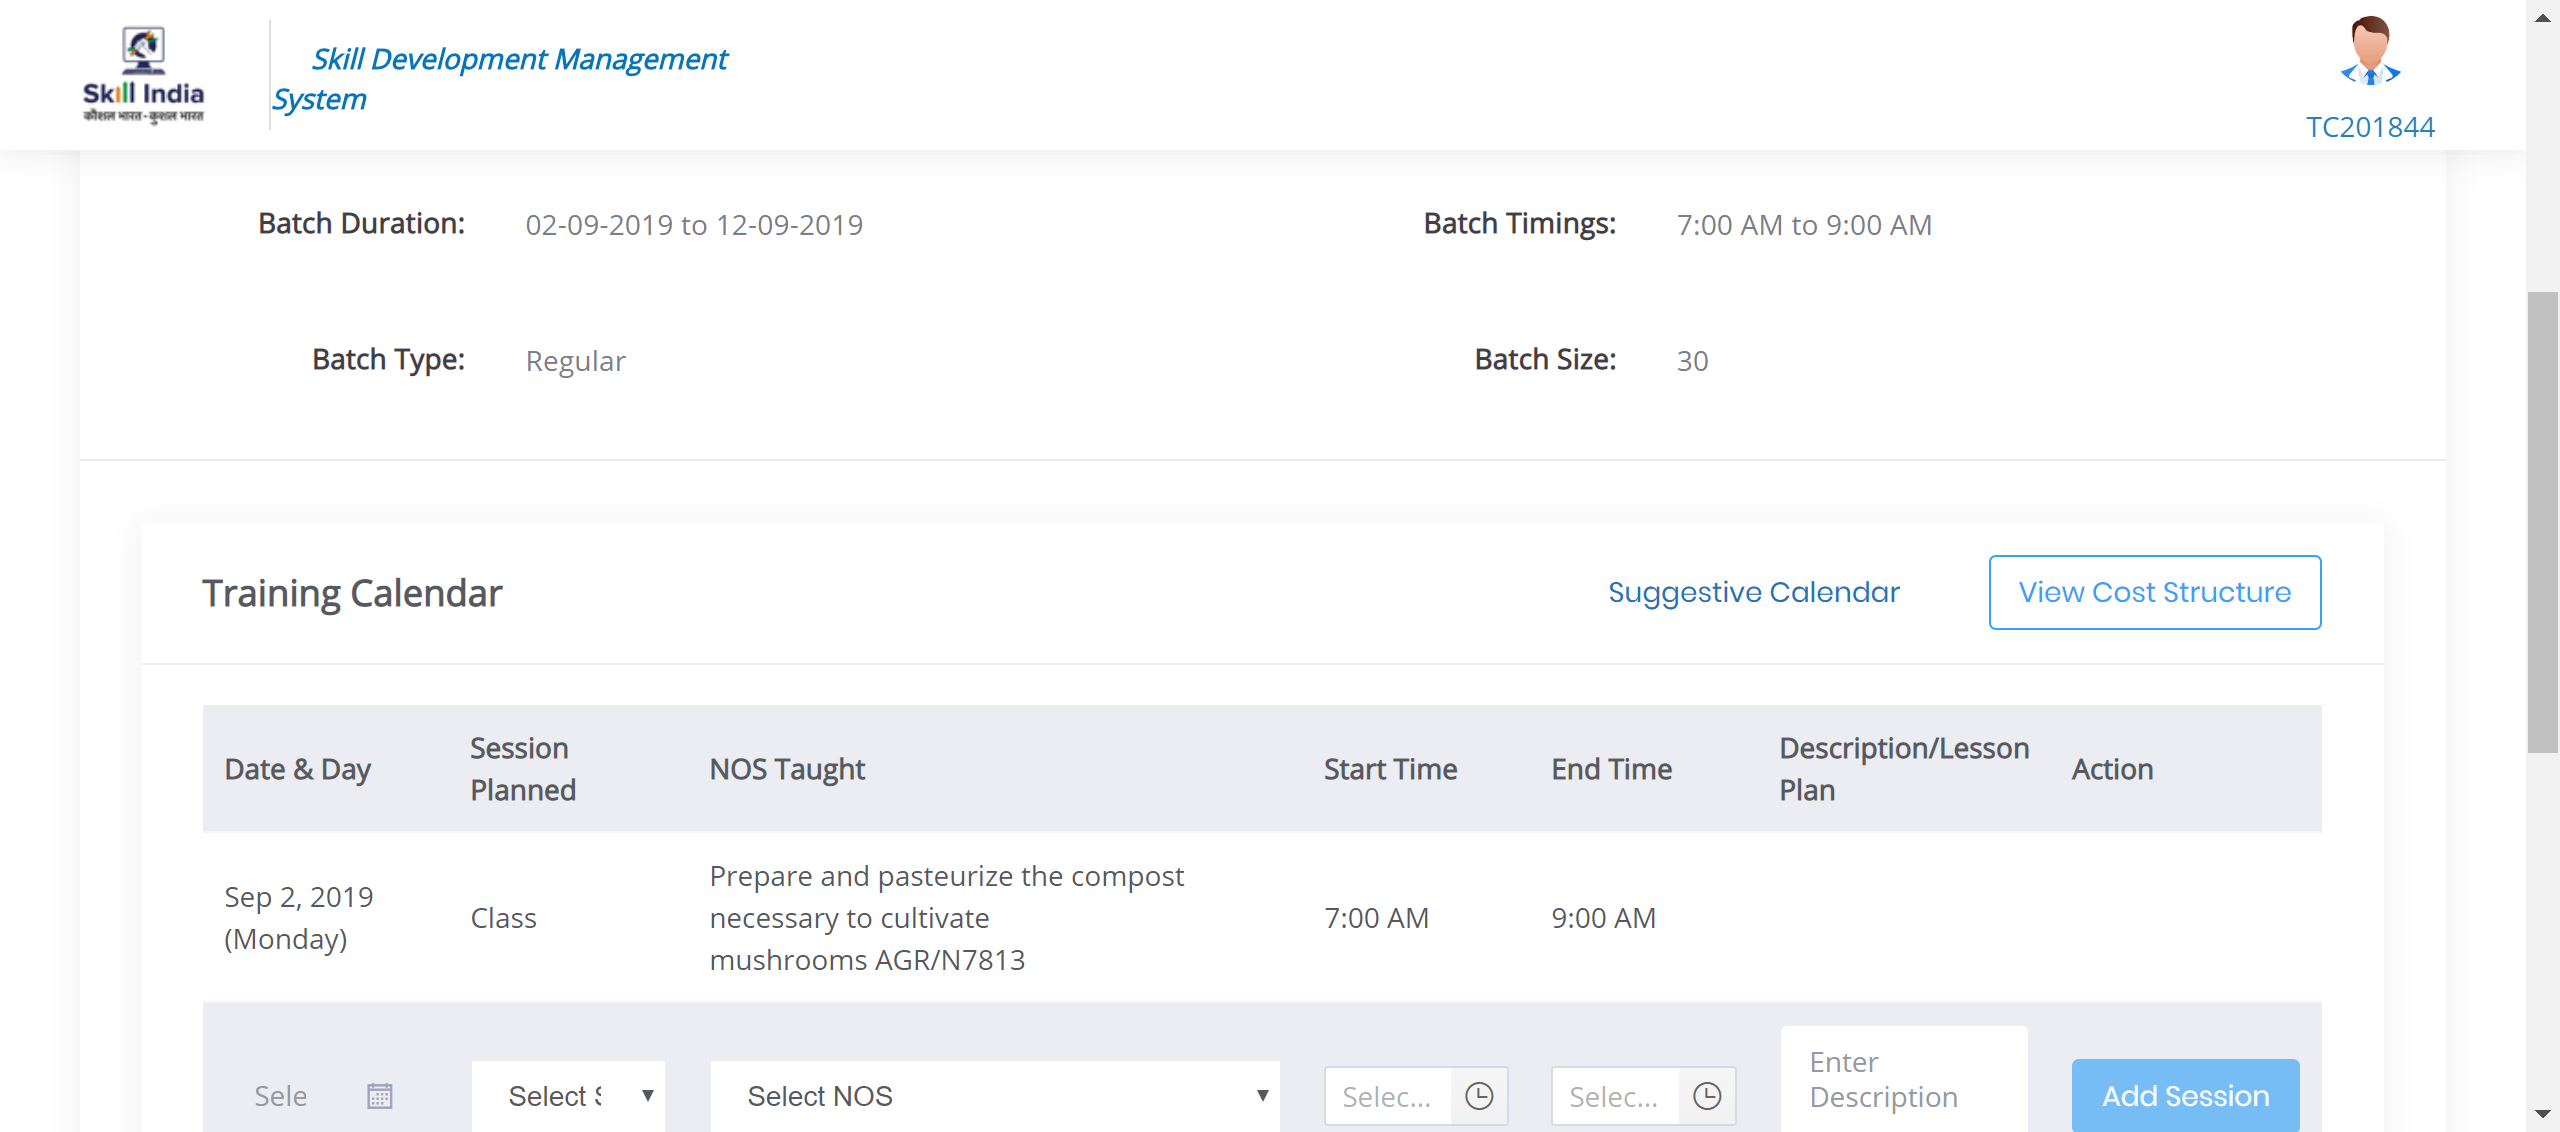 Skill India
कौशल भारत - कुशल भारत
Skill Development Management
System
TC201844
Batch Duration: 02-09-2019 to 12-09-2019 Batch Timings: 7:00 AM to 9:00 AM
Batch Type: Regular Batch Size: 30
Training Calendar Suggestive Calendar View Cost Structure
Date & Day Session Planned NOS Taught Start Time End Time Description/Lesson Plan Action
Sep 2, 2019 (Monday) Class Prepare and pasteurize the compost necessary to cultivate mushrooms AGR/N7813 7:00 AM 9:00 AM
Sele Select S Select NOS Selec... Selec... Enter Description Add Session